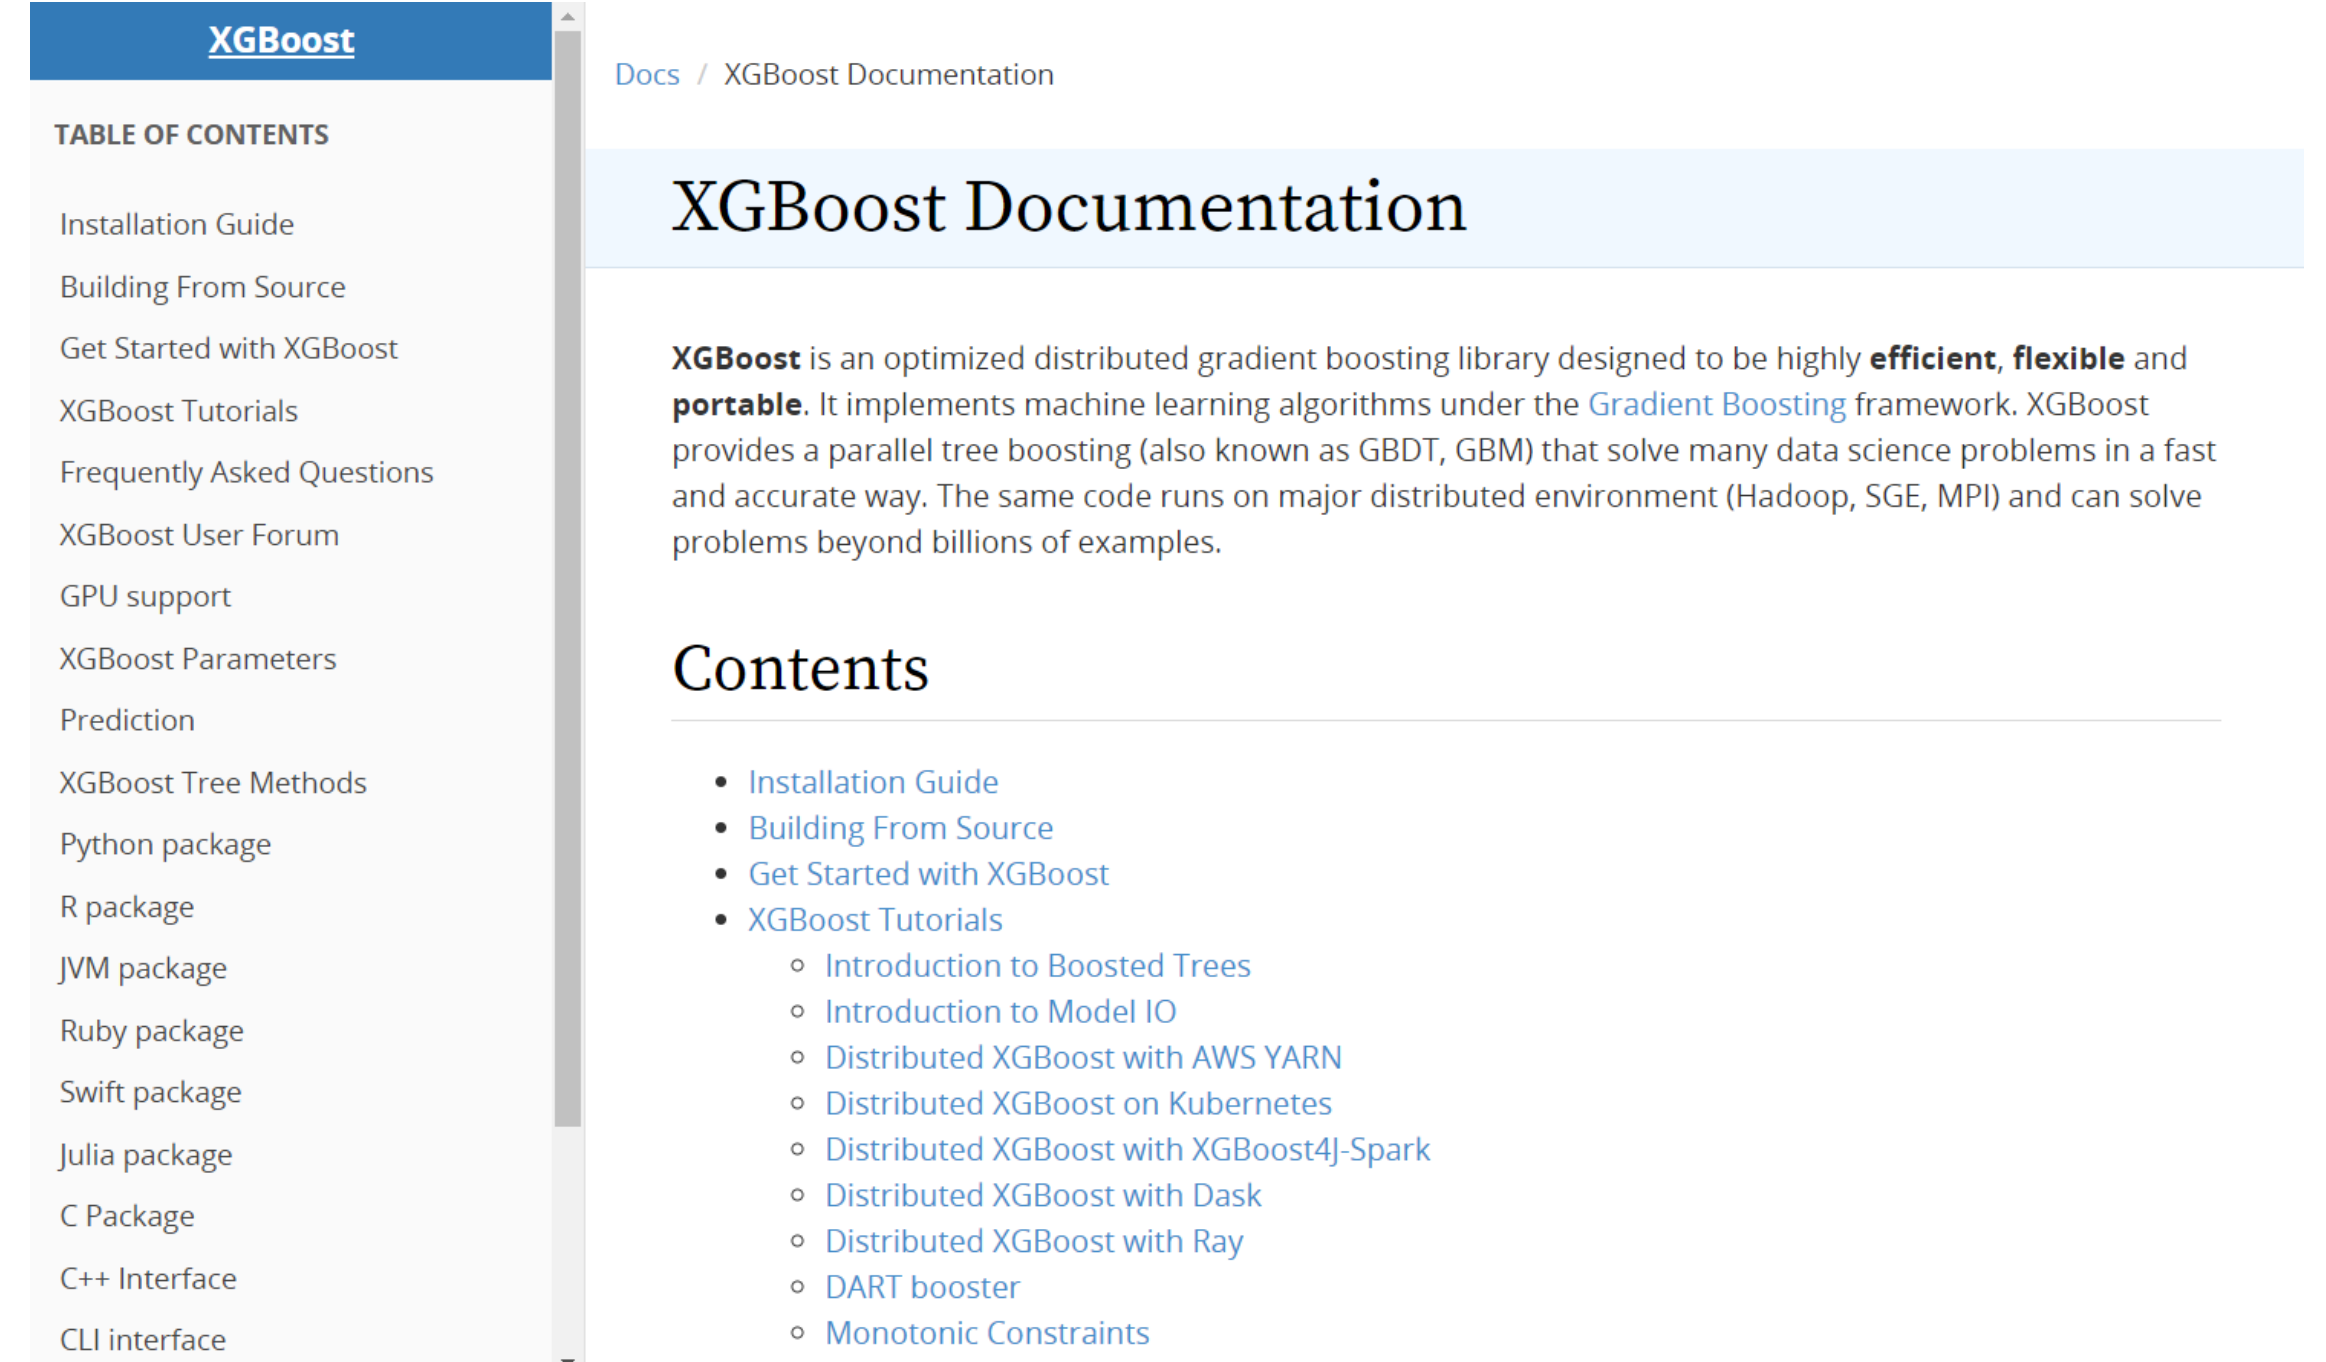 XGBoost
TABLE OF CONTENTS
Installation Guide
Building From Source
Get Started with XGBoost
XGBoost Tutorials
Frequently Asked Questions
XGBoost User Forum
GPU support
XGBoost Parameters
Prediction
XGBoost Tree Methods
Python package
R package
JVM package
Ruby package
Swift package
Julia package
C Package
C++ Interface
CLI interface
Docs / XGBoost Documentation
XGBoost Documentation
XGBoost is an optimized distributed gradient boosting library designed to be highly efficient, flexible and
portable. It implements machine learning algorithms under the Gradient Boosting framework. XGBoost
provides a parallel tree boosting (also known as GBDT, GBM) that solve many data science problems in a fast
and accurate way. The same code runs on major distributed environment (Hadoop, SGE, MPI) and can solve
problems beyond billions of examples.
Contents
• Installation Guide
• Building From Source
• Get Started with XGBoost
• XGBoost Tutorials
◦ Introduction to Boosted Trees
◦ Introduction to Model IO
◦ Distributed XGBoost with AWS YARN
◦ Distributed XGBoost on Kubernetes
◦ Distributed XGBoost with XGBoost4J-Spark
◦ Distributed XGBoost with Dask
◦ Distributed XGBoost with Ray
◦ DART booster
◦ Monotonic Constraints